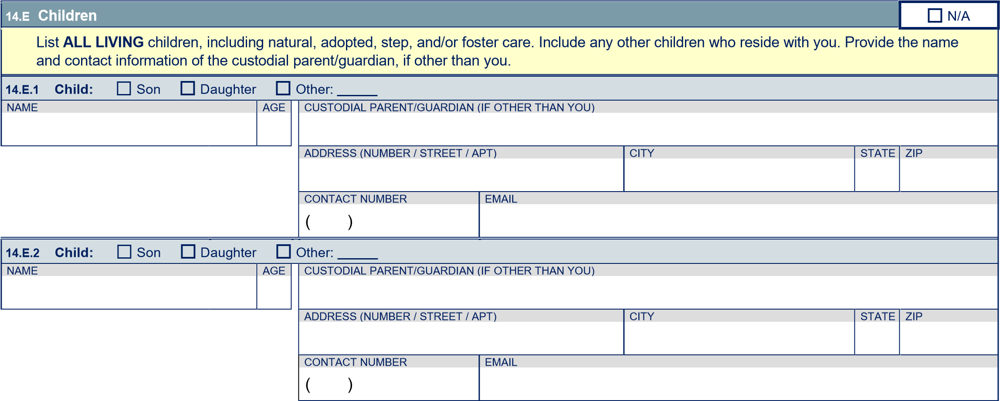 14.E Children
N/A
List ALL LIVING children, including natural, adopted, step, and/or foster care. Include any other children who reside with you. Provide the name
and contact information of the custodial parent/guardian, if other than you.
14.E.1 Child: Son Daughter Other: _____
NAME AGE CUSTODIAL PARENT/GUARDIAN (IF OTHER THAN YOU)
ADDRESS (NUMBER / STREET / APT) CITY STATE ZIP
CONTACT NUMBER EMAIL
( )
14.E.2 Child: Son Daughter Other: _____
NAME AGE CUSTODIAL PARENT/GUARDIAN (IF OTHER THAN YOU)
ADDRESS (NUMBER / STREET / APT) CITY STATE ZIP
CONTACT NUMBER EMAIL
( )